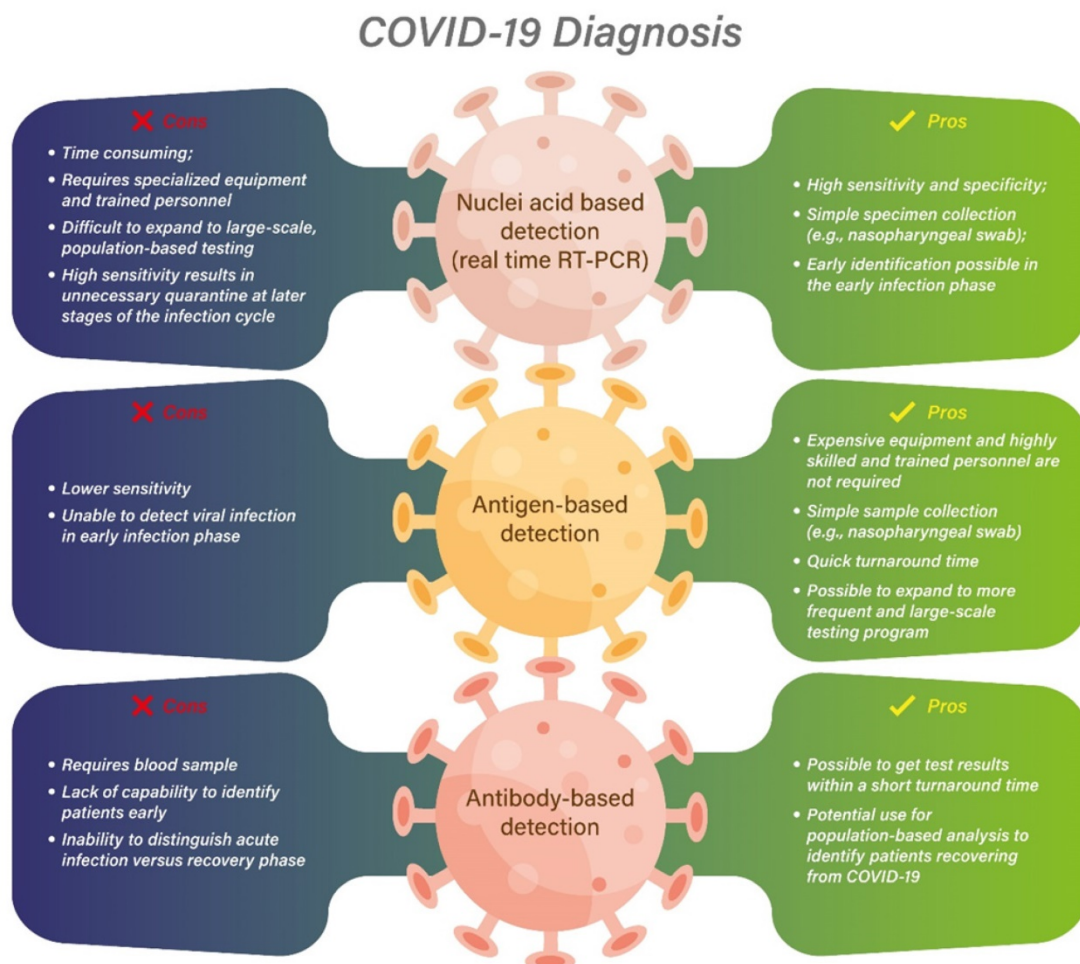 COVID-19 Diagnosis
Cons
• Time consuming;
• Requires specialized equipment
and trained personnel
• Difficult to expand to large-scale,
population-based testing
• High sensitivity results in
unnecessary quarantine at later
stages of the infection cycle
Nuclei acid based
detection
(real time RT-PCR)
Pros
• High sensitivity and specificity;
• Simple specimen collection
(e.g., nasopharyngeal swab);
• Early identification possible in
the early infection phase
Cons
• Lower sensitivity
• Unable to detect viral infection
in early infection phase
Antigen-based
detection
Pros
• Expensive equipment and highly
skilled and trained personnel are
not required
• Simple sample collection
(e.g., nasopharyngeal swab)
• Quick turnaround time
• Possible to expand to more
frequent and large-scale
testing program
Cons
• Requires blood sample
• Lack of capability to identify
patients early
• Inability to distinguish acute
infection versus recovery phase
Antibody-based
detection
Pros
• Possible to get test results
within a short turnaround time
• Potential use for
population-based analysis to
identify patients recovering
from COVID-19